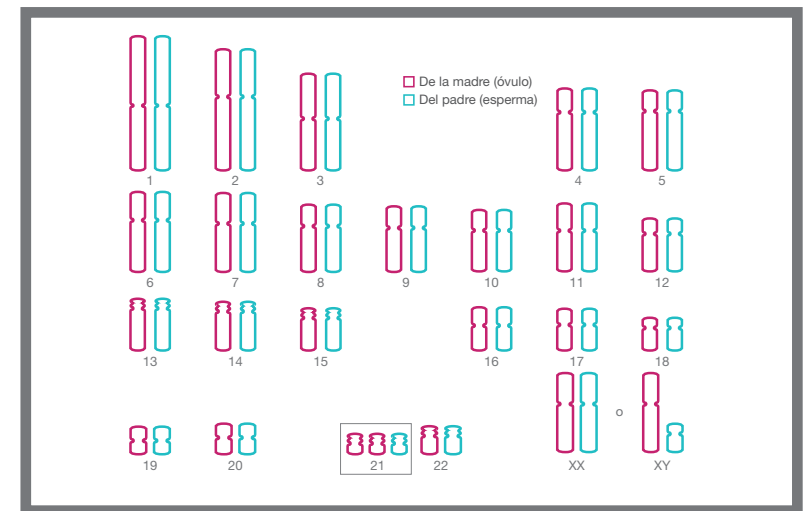 De la madre (óvulo)
Del padre (esperma)
1 2 3 4 5
6 7 8 9 10 11 12
13 14 15 16 17 18
o
19 20 21 22 XX XY